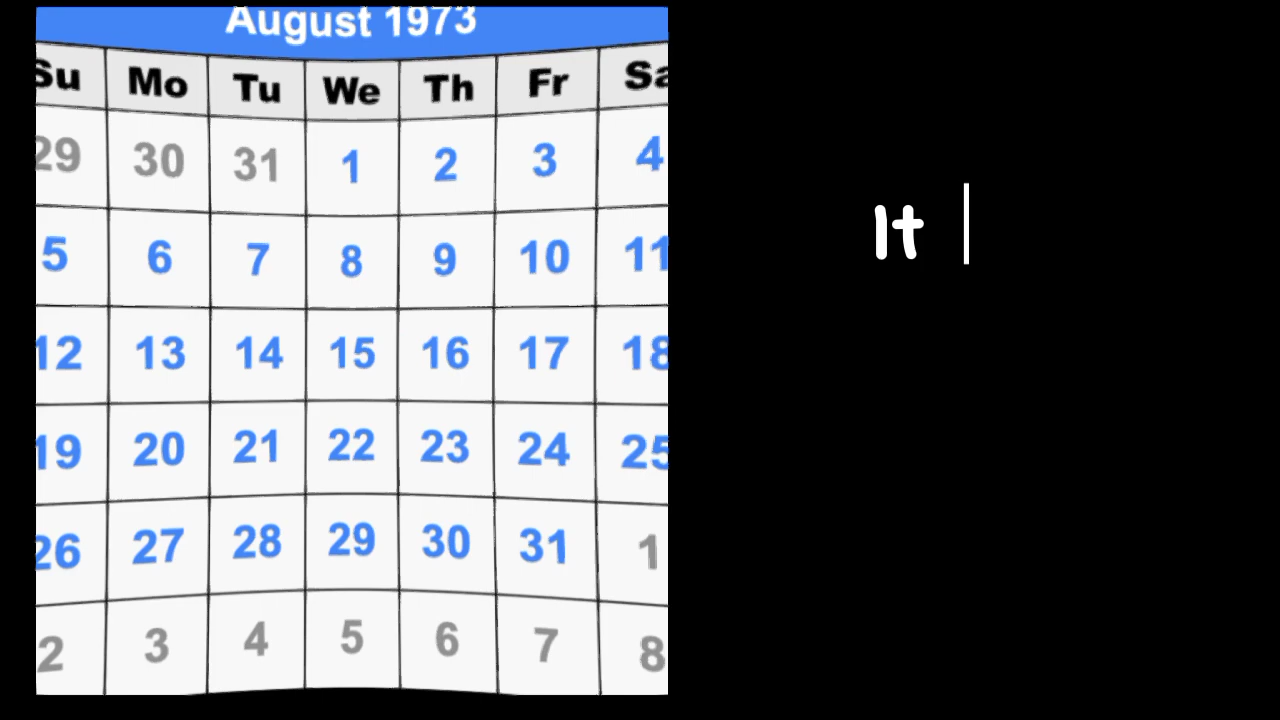 August 1973
Su Mo Tu We Th Fr Sa
29 30 31 1 2 3 4
5 6 7 8 9 10 11
12 13 14 15 16 17 18
19 20 21 22 23 24 25
26 27 28 29 30 31 1
2 3 4 5 6 7 8
It